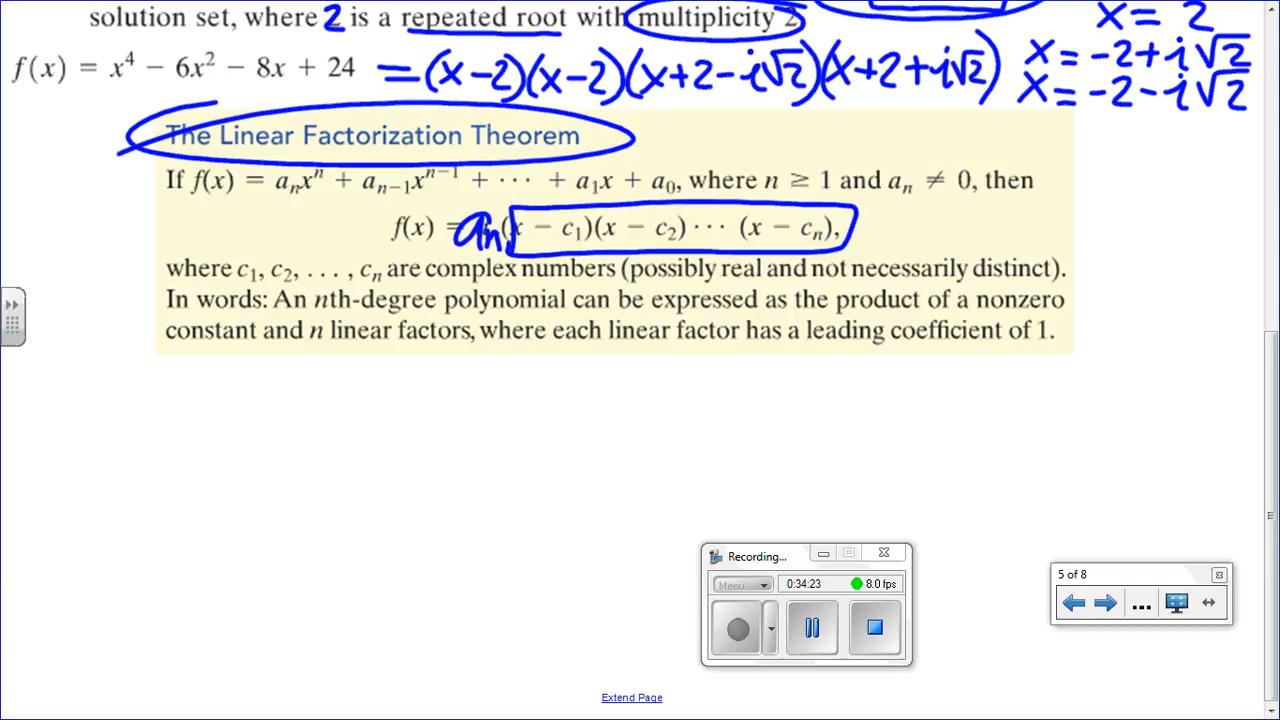 solution set, where 2 is a repeated root with multiplicity 2
x = 2
f(x) = x⁴ − 6x² − 8x + 24 = (x−2)(x−2)(x+2−i√2)(x+2+i√2)
x = −2+i√2
x = −2−i√2
The Linear Factorization Theorem
If f(x) = aₙxⁿ + aₙ₋₁xⁿ⁻¹ + ··· + a₁x + a₀, where n ≥ 1 and aₙ ≠ 0, then
f(x) = aₙ(x − c₁)(x − c₂)··· (x − cₙ),
where c₁, c₂, . . . , cₙ are complex numbers (possibly real and not necessarily distinct).
In words: An nth-degree polynomial can be expressed as the product of a nonzero
constant and n linear factors, where each linear factor has a leading coefficient of 1.
Recording...
Menu
0:34:23
8.0 fps
5 of 8
...
Extend Page